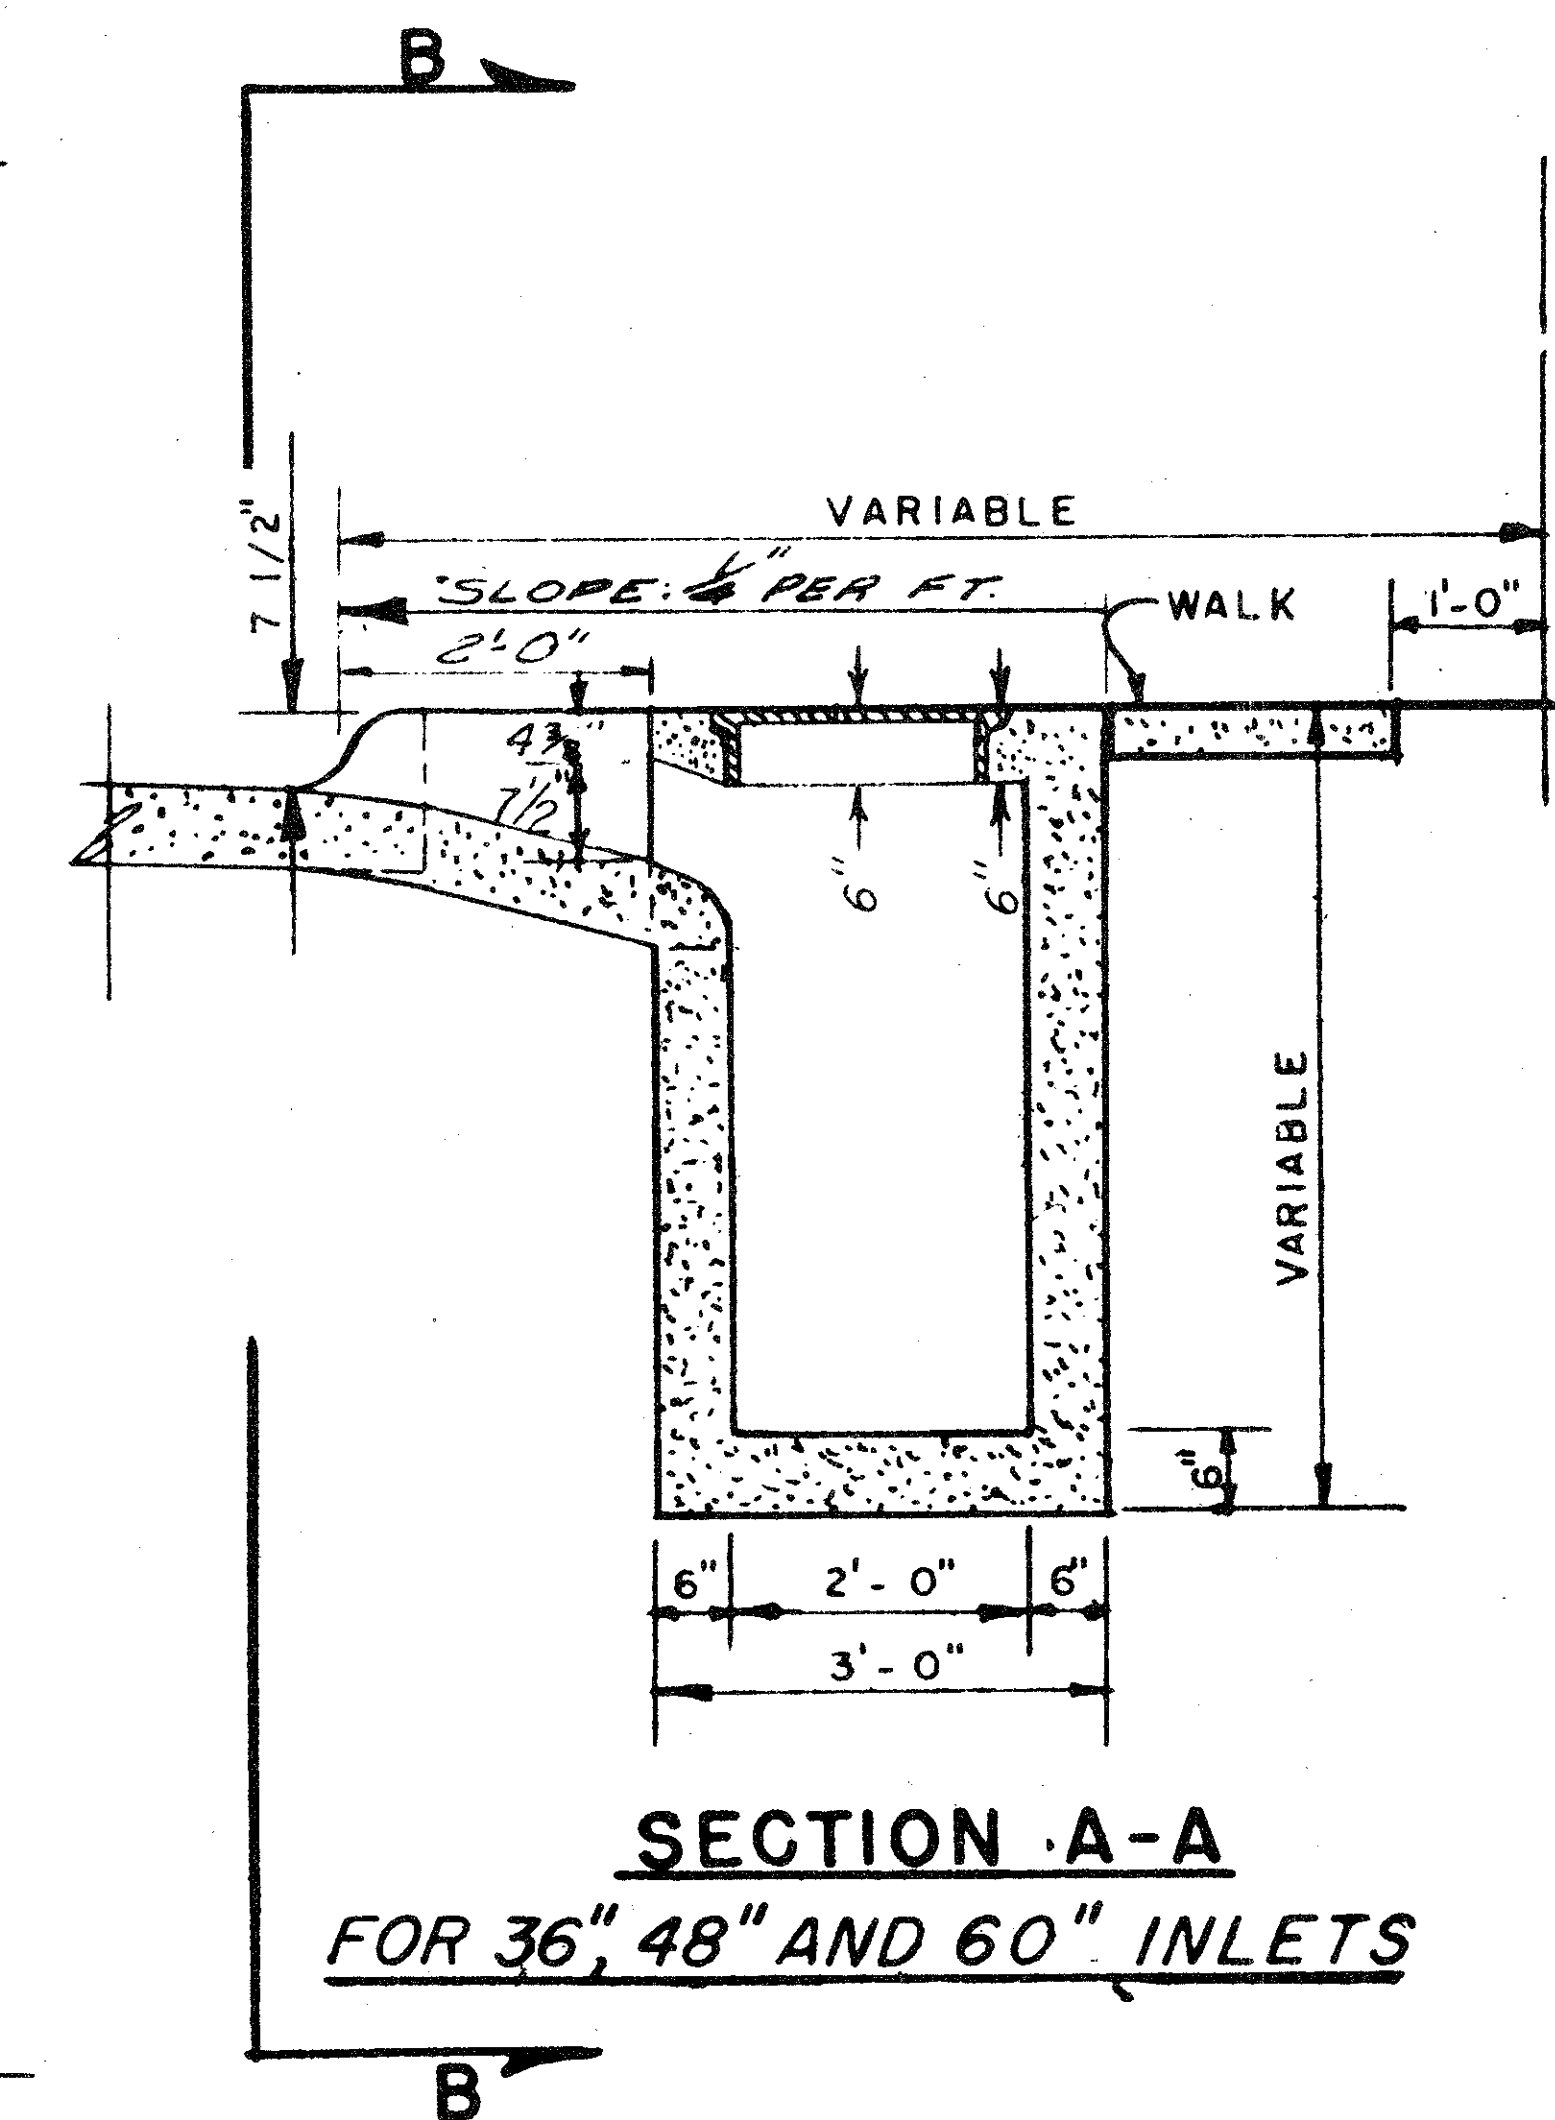 B
7 1/2"
VARIABLE
SLOPE: 1/4" PER FT.
WALK
1'-0"
2'-0"
4 3/4"
7 1/2"
6"
6"
VARIABLE
6"
6"
2'-0"
6"
3'-0"
SECTION A-A
FOR 36", 48" AND 60" INLETS
B